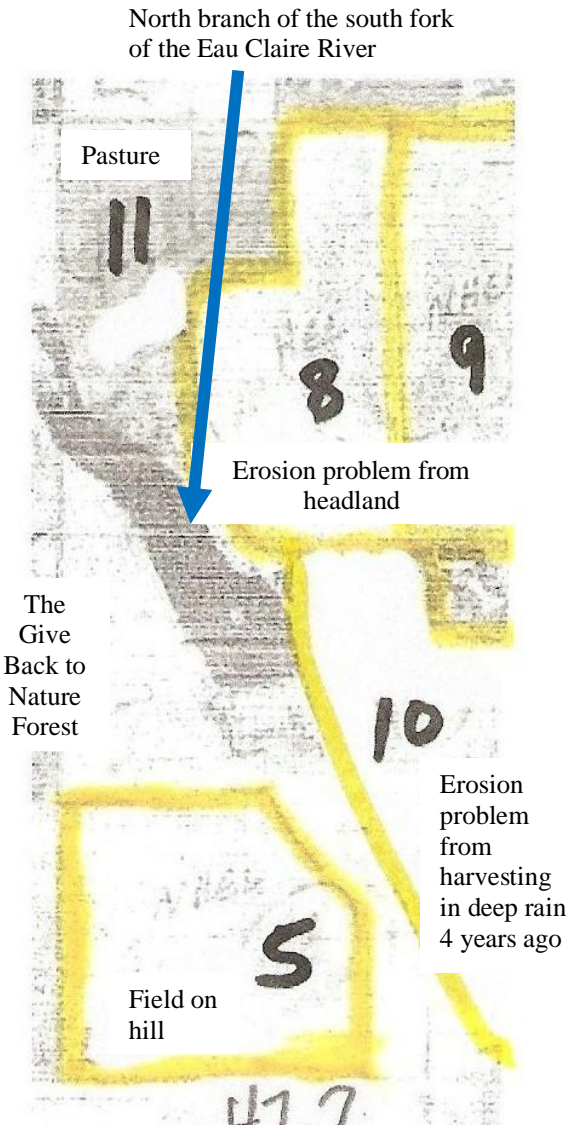 North branch of the south fork
of the Eau Claire River
Pasture
11
8
9
Erosion problem from
headland
The
Give
Back to
Nature
Forest
10
Erosion
problem
from
harvesting
in deep rain
4 years ago
5
Field on
hill